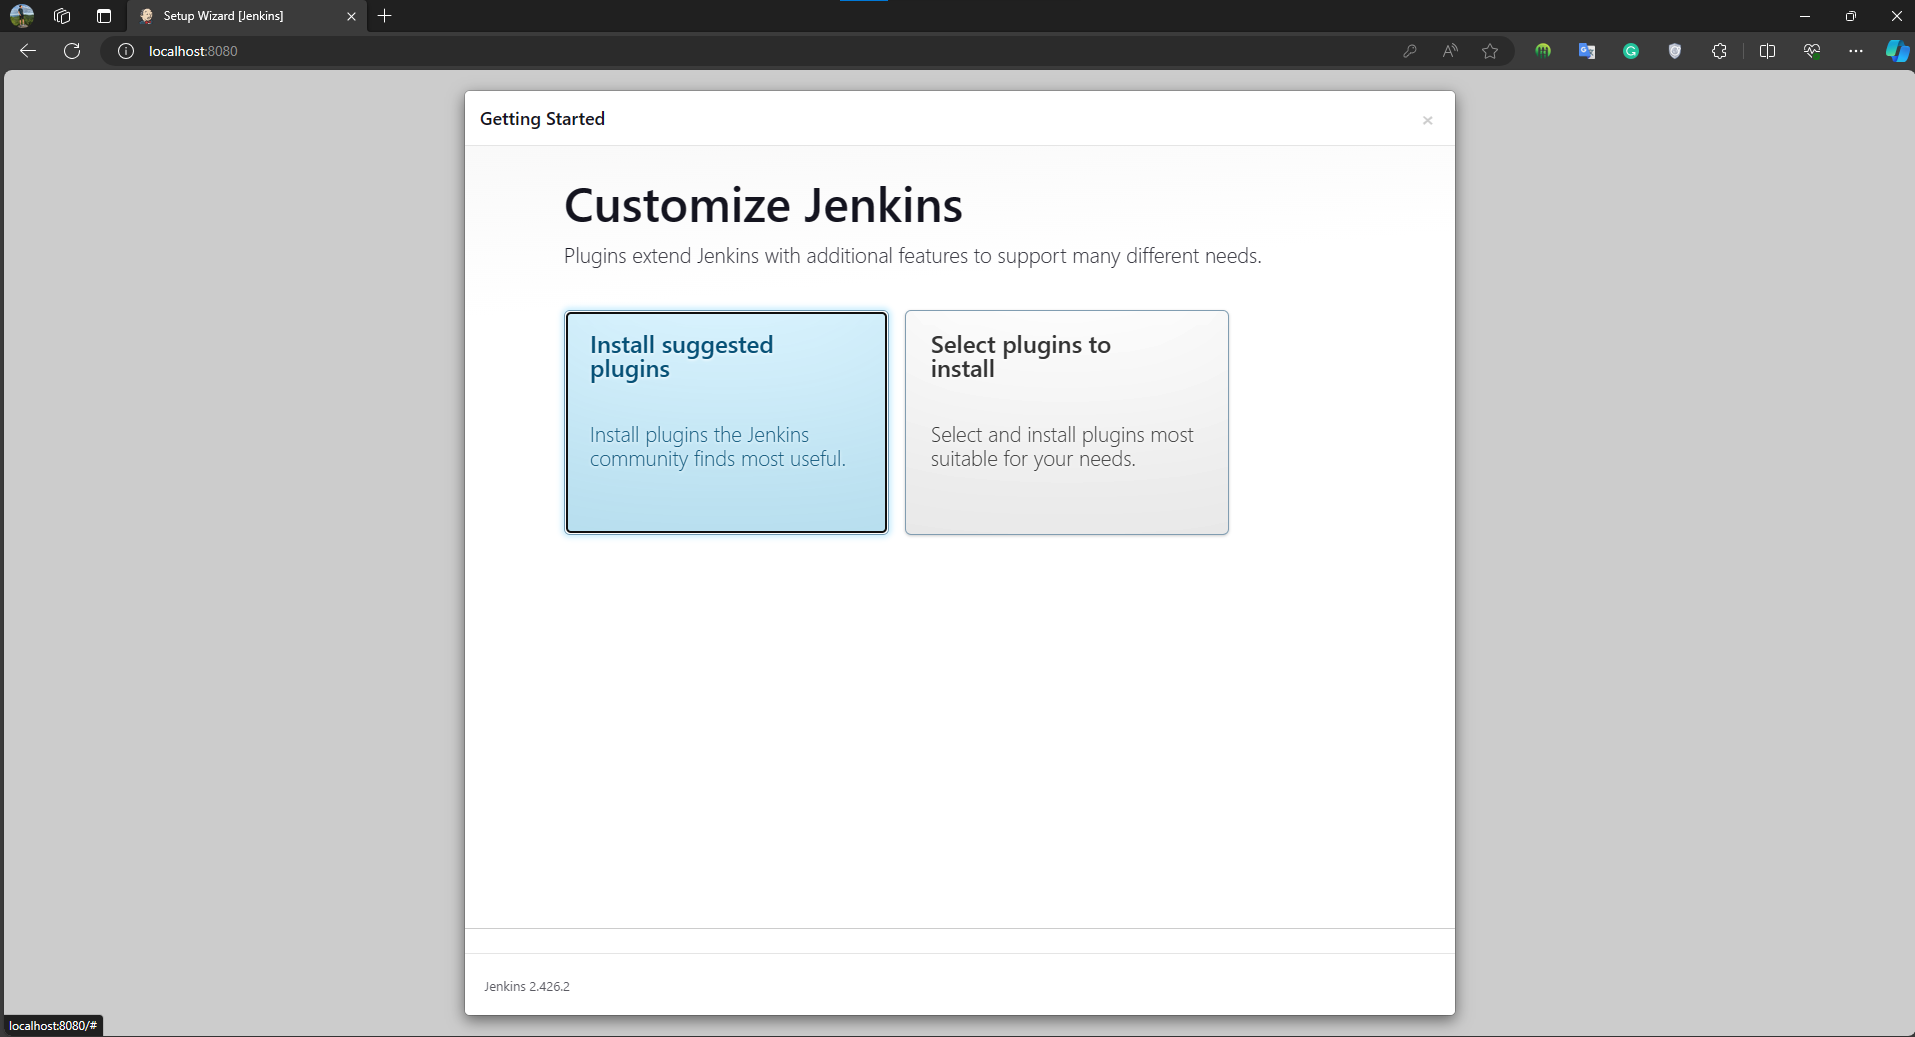 Setup Wizard [Jenkins]
localhost:8080
Getting Started
Customize Jenkins
Plugins extend Jenkins with additional features to support many different needs.
Install suggested
plugins
Install plugins the Jenkins
community finds most useful.
Select plugins to
install
Select and install plugins most
suitable for your needs.
Jenkins 2.426.2
localhost:8080/#